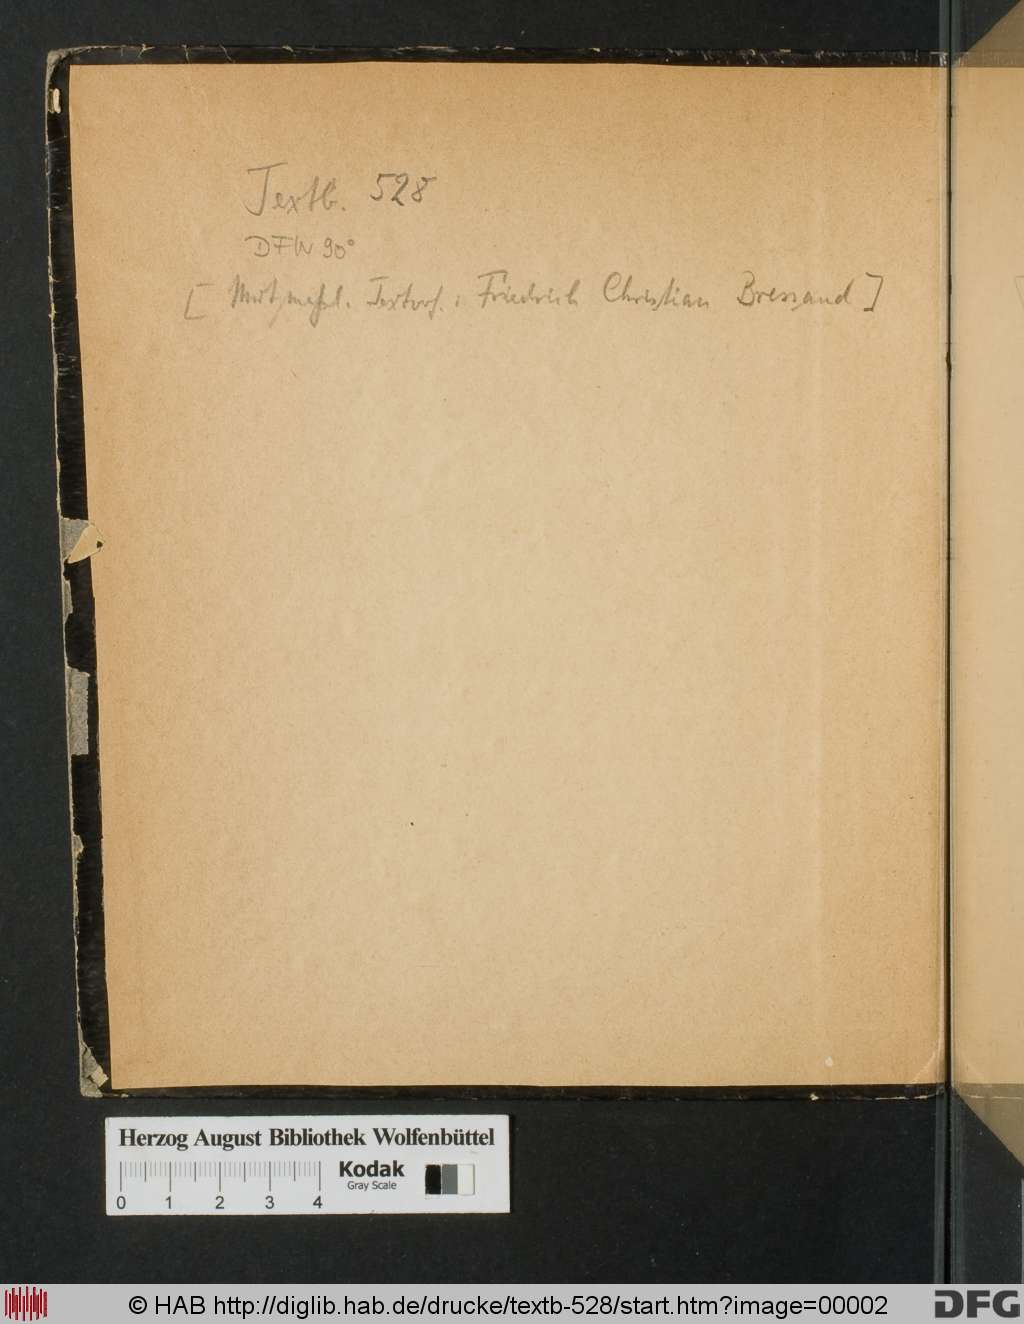 Textb. 528
DFW 90°
[Mutmaßl. Textverf.: Friedrich Christian Bressand]
Herzog August Bibliothek Wolfenbüttel
Kodak
Gray Scale
0 1 2 3 4
© HAB http://diglib.hab.de/drucke/textb-528/start.htm?image=00002
DFG